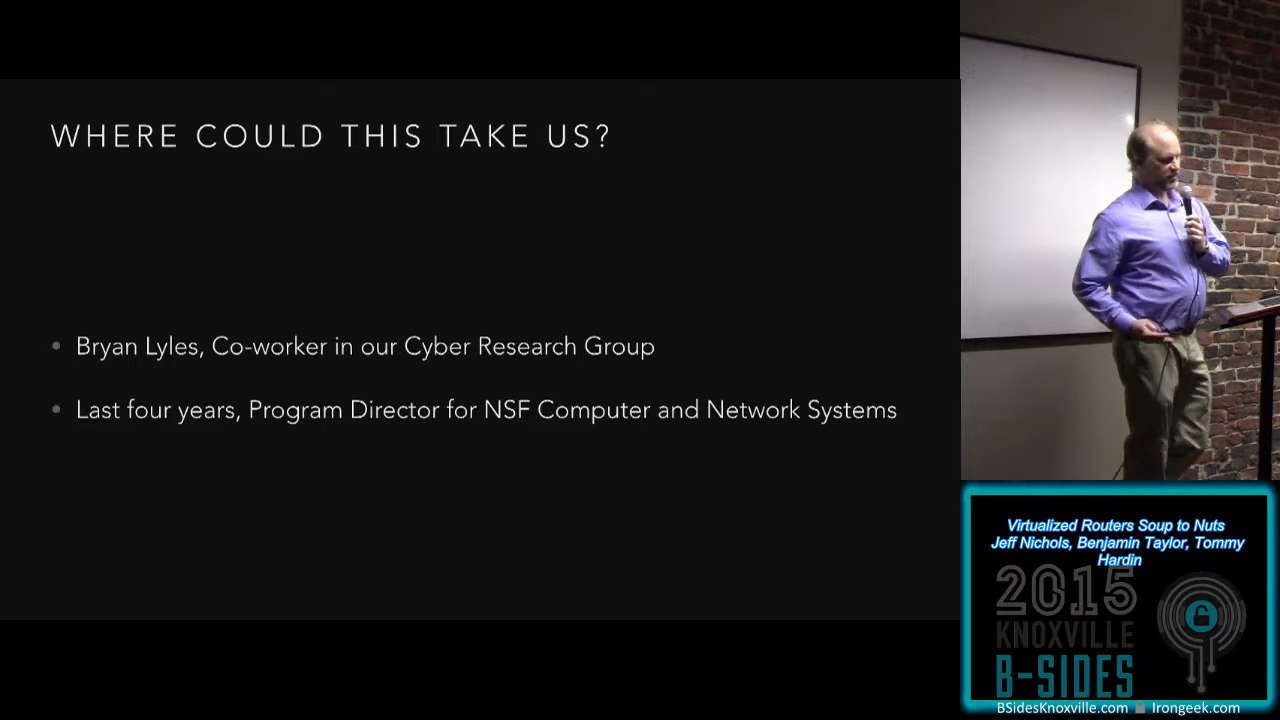 WHERE COULD THIS TAKE US?
Bryan Lyles, Co-worker in our Cyber Research Group
Last four years, Program Director for NSF Computer and Network Systems
Virtualized Routers Soup to Nuts
Jeff Nichols, Benjamin Taylor, Tommy
Hardin
2015
KNOXVILLE
B-SIDES
BSidesKnoxville.com Irongeek.com